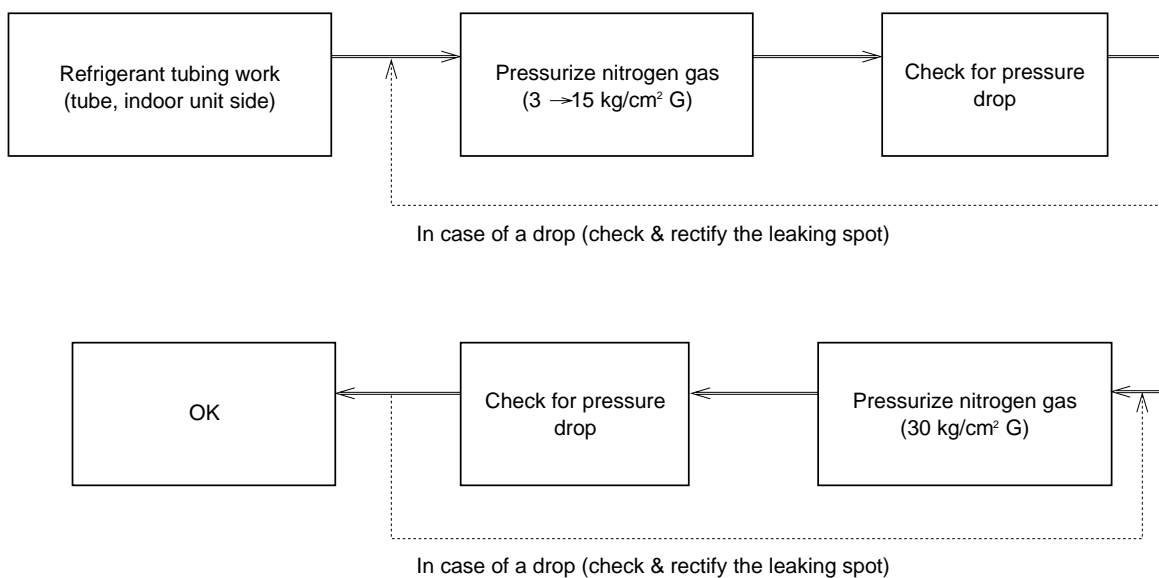 Refrigerant tubing work
(tube, indoor unit side)
Pressurize nitrogen gas
(3 →15 kg/cm² G)
Check for pressure
drop
In case of a drop (check & rectify the leaking spot)
OK
Check for pressure
drop
Pressurize nitrogen gas
(30 kg/cm² G)
In case of a drop (check & rectify the leaking spot)